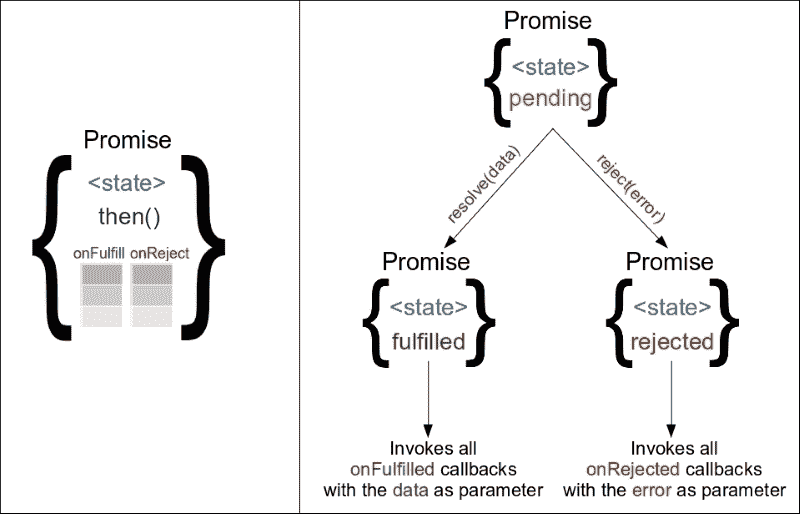 Promise
<state>
then()
onFulfill onReject
Promise
<state>
pending
resolve(data)
reject(error)
Promise
<state>
fulfilled
Promise
<state>
rejected
Invokes all
onFulfilled callbacks
with the data as parameter
Invokes all
onRejected callbacks
with the error as parameter